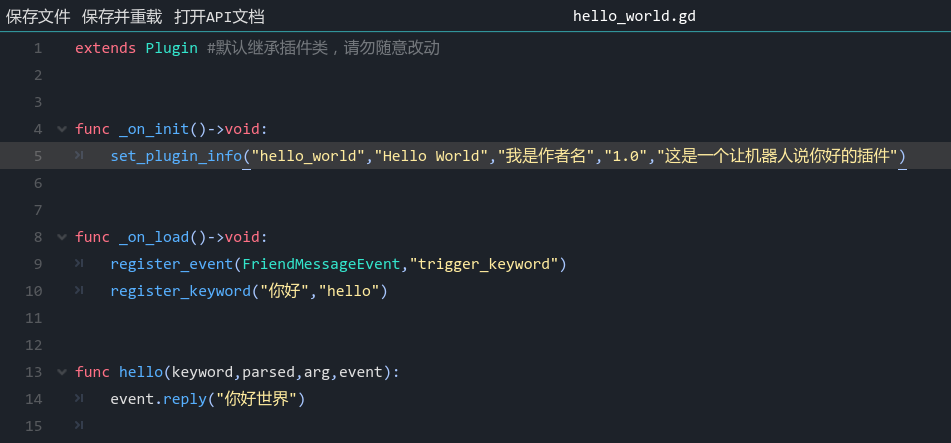 保存文件 保存并重载 打开API文档 hello_world.gd
1 extends Plugin #默认继承插件类，请勿随意改动
2
3
4 func _on_init()->void:
5 set_plugin_info("hello_world","Hello World","我是作者名","1.0","这是一个让机器人说你好的插件")
6
7
8 func _on_load()->void:
9 register_event(FriendMessageEvent,"trigger_keyword")
10 register_keyword("你好","hello")
11
12
13 func hello(keyword,parsed,arg,event):
14 event.reply("你好世界")
15